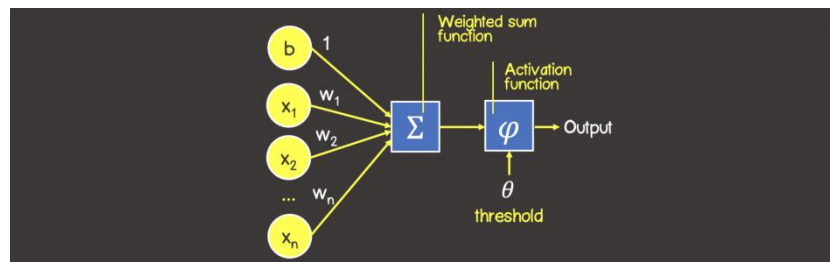 Weighted sum
function
b
1
Activation
function
x₁
w₁
Σ
φ
Output
w₂
x₂
...
wₙ
θ
threshold
xₙ